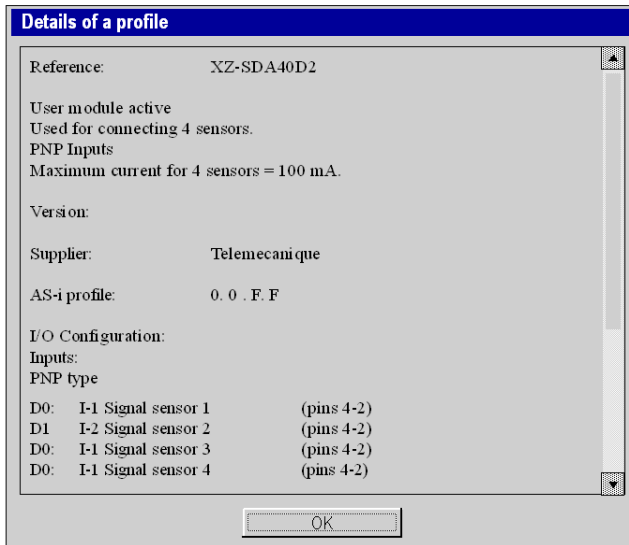 Details of a profile
Reference: XZ-SDA40D2
User module active
Used for connecting 4 sensors.
PNP Inputs
Maximum current for 4 sensors = 100 mA.
Version:
Supplier: Telemecanique
AS-i profile: 0. 0 . F. F
I/O Configuration:
Inputs:
PNP type
D0: I-1 Signal sensor 1 (pins 4-2)
D1 I-2 Signal sensor 2 (pins 4-2)
D0: I-1 Signal sensor 3 (pins 4-2)
D0: I-1 Signal sensor 4 (pins 4-2)
OK